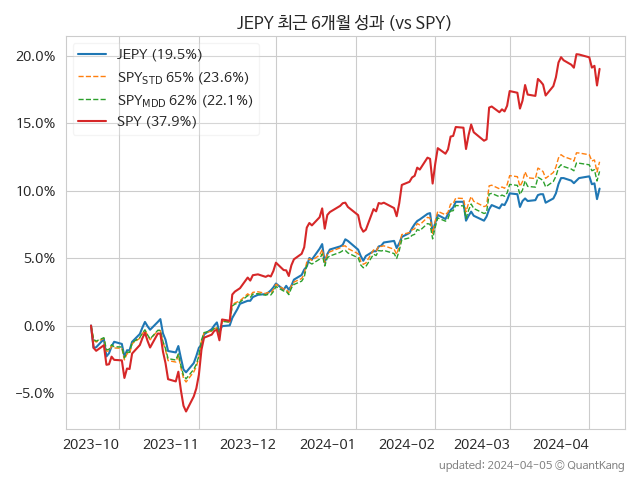 JEPY 최근 6개월 성과 (vs SPY)
JEPY (19.5%)
SPY_STD 65% (23.6%)
SPY_MDD 62% (22.1%)
SPY (37.9%)
20.0%
15.0%
10.0%
5.0%
0.0%
−5.0%
2023-10 2023-11 2023-12 2024-01 2024-02 2024-03 2024-04
updated: 2024-04-05 © QuantKang